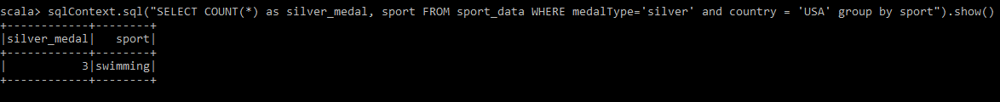 scala> sqlContext.sql("SELECT COUNT(*) as silver_medal, sport FROM sport_data WHERE medalType='silver' and country = 'USA' group by sport").show()
+------------+--------+
|silver_medal|   sport|
+------------+--------+
|           3|swimming|
+------------+--------+